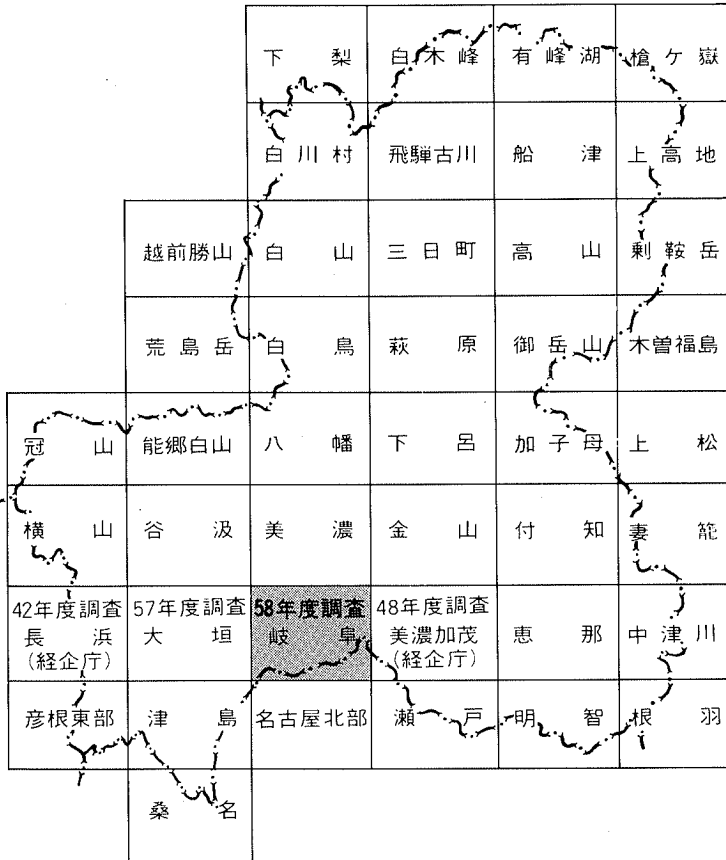 下梨 白木峰 有峰湖 槍ケ嶽
白川村 飛騨古川 船津 上高地
越前勝山 白山 三日町 高山 剰鞍岳
荒島岳 白鳥 萩原 御岳山 木曽福島
冠山 能郷白山 八幡 下呂 加子母 上松
横山 谷汲 美濃 金山 付知 妻籠
42年度調査 57年度調査 58年度調査 48年度調査
長浜 大垣 岐阜 美濃加茂 恵那 中津川
(経企庁) (経企庁)
彦根東部 津島 名古屋北部 瀬戸 明智 根羽
桑名